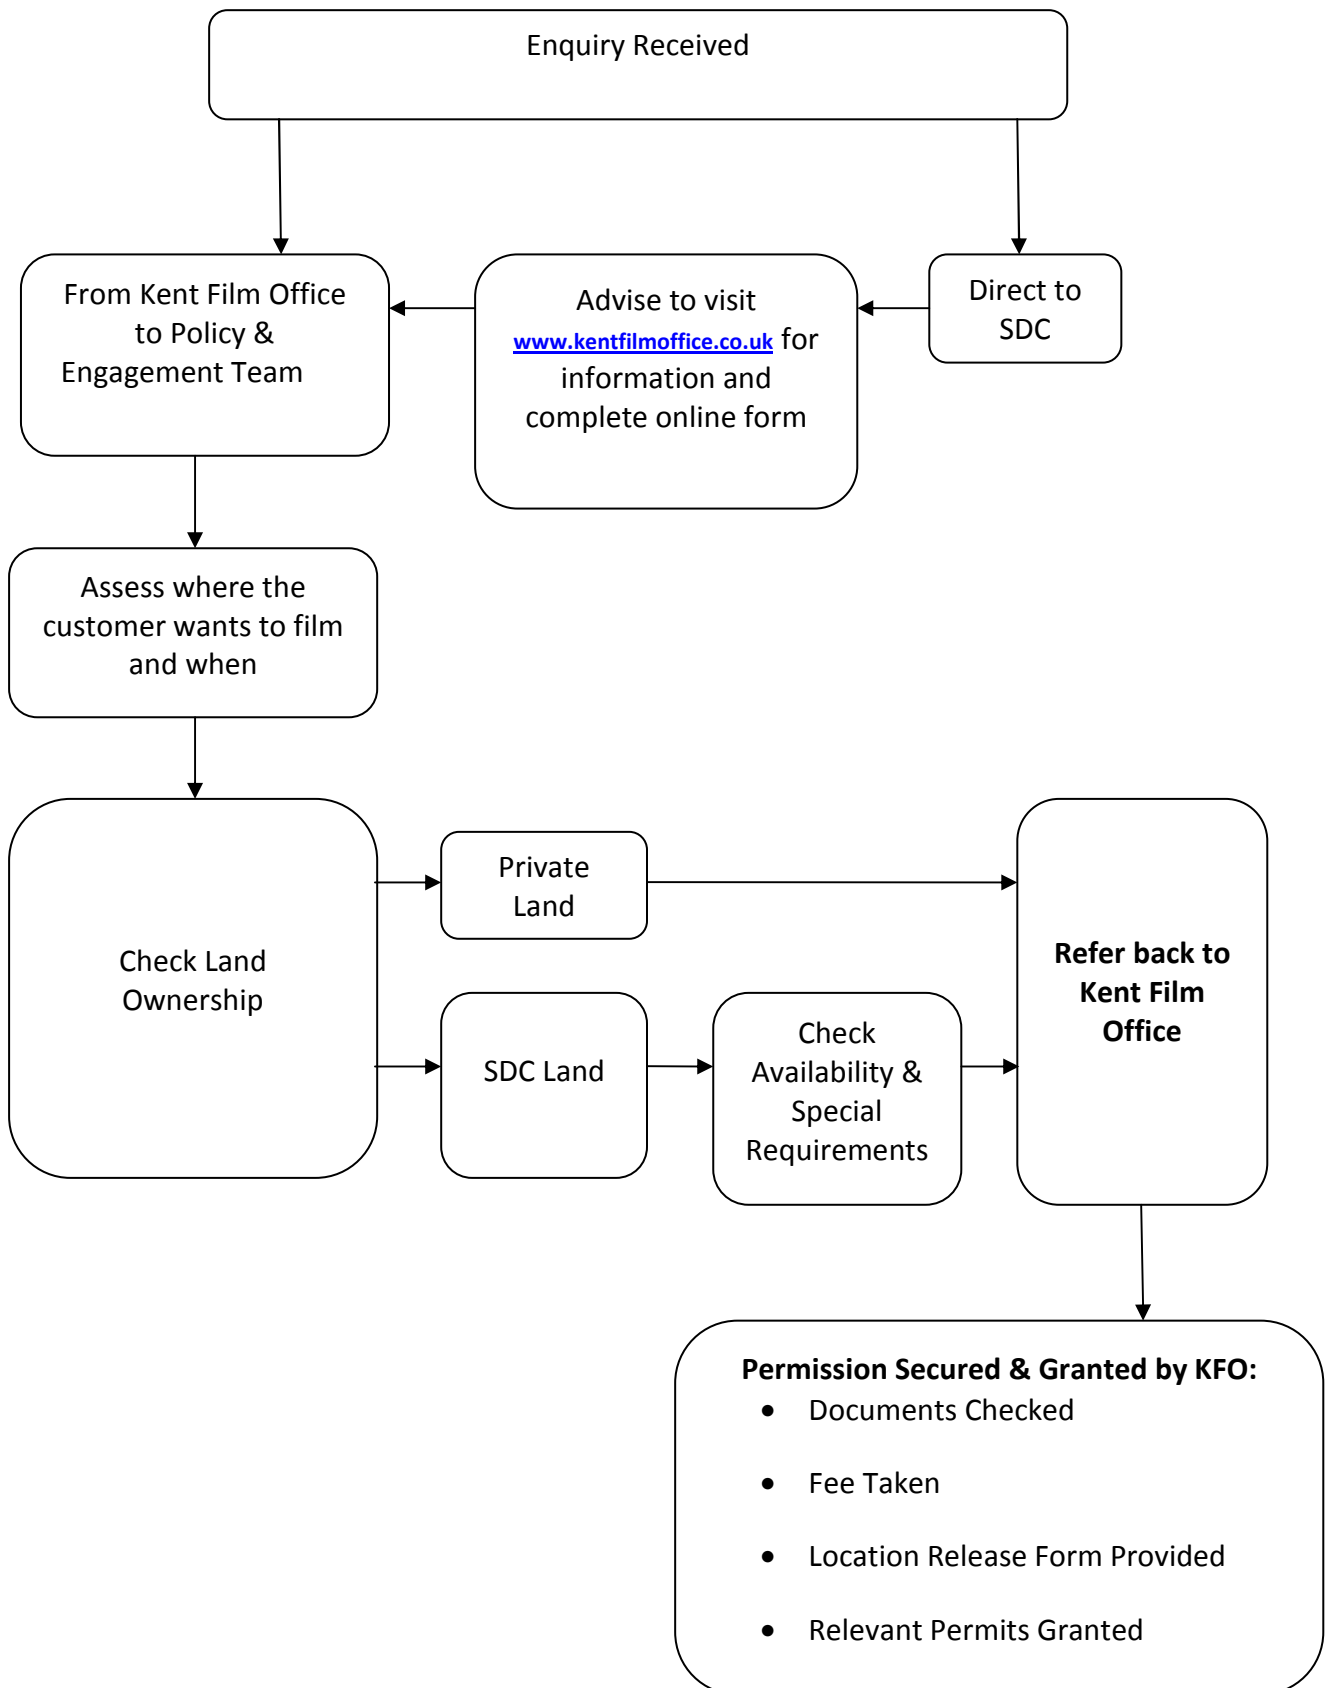 Enquiry Received
From Kent Film Office
to Policy &
Engagement Team
Advise to visit
www.kentfilmoffice.co.uk for
information and
complete online form
Direct to
SDC
Assess where the
customer wants to film
and when
Check Land
Ownership
Private
Land
SDC Land
Check
Availability &
Special
Requirements
Refer back to
Kent Film
Office
Permission Secured & Granted by KFO:
• Documents Checked
• Fee Taken
• Location Release Form Provided
• Relevant Permits Granted